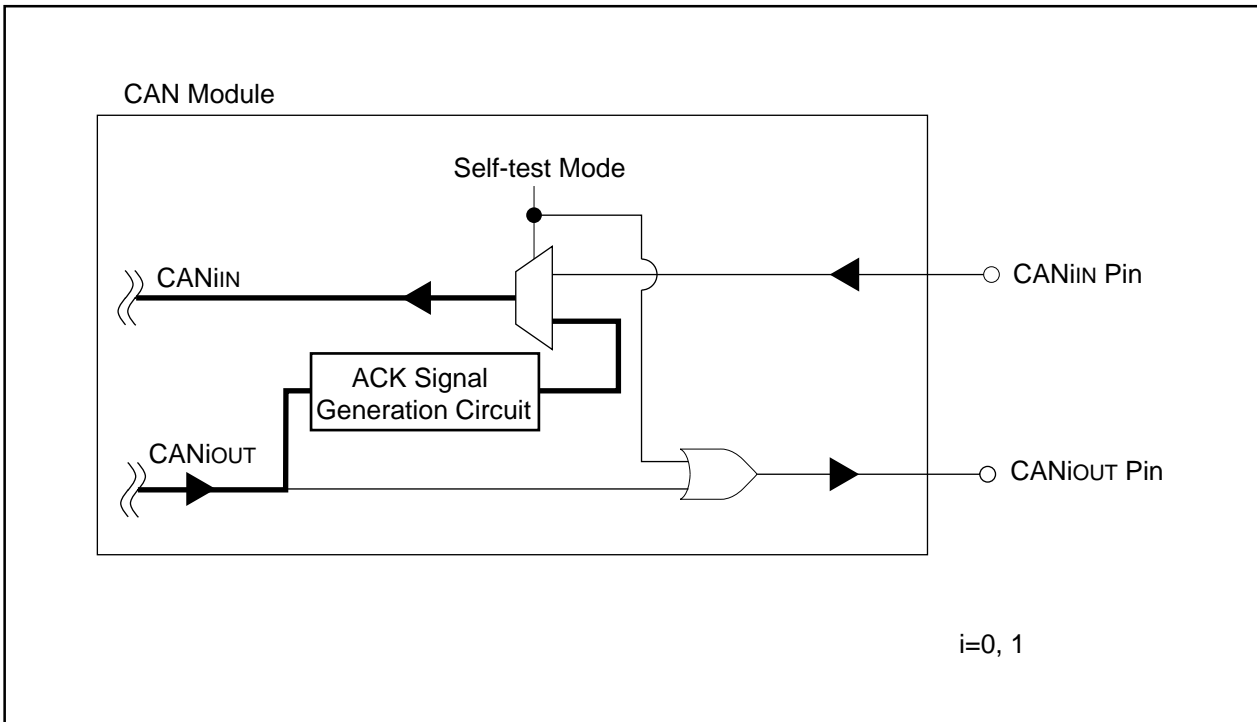 CAN Module
Self-test Mode
CANiIN
CANiIN Pin
ACK Signal
Generation Circuit
CANiOUT
CANiOUT Pin
i=0, 1